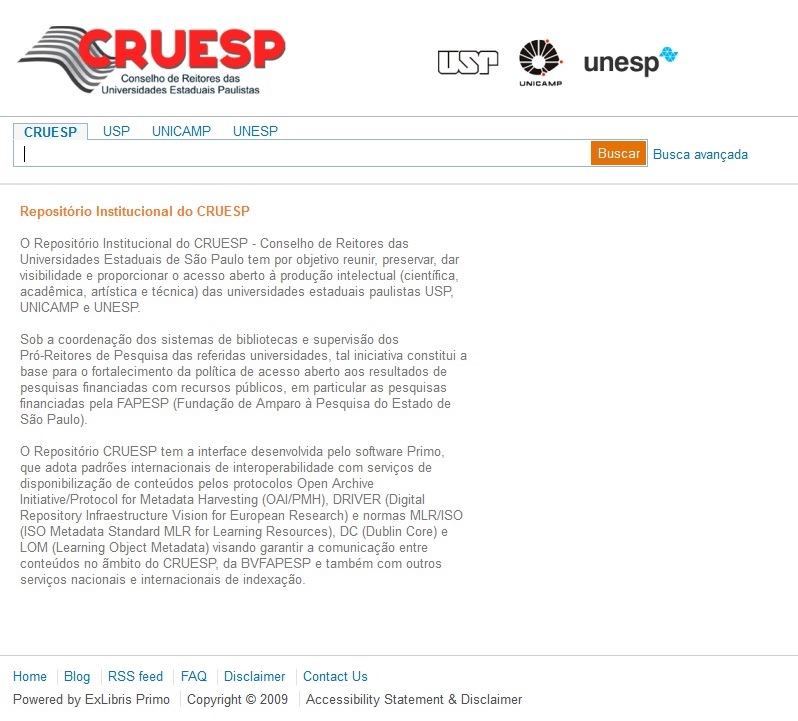 CRUESP
Conselho de Reitores das
Universidades Estaduais Paulistas
USP
UNICAMP
unesp
CRUESP USP UNICAMP UNESP
Buscar Busca avançada
Repositório Institucional do CRUESP
O Repositório Institucional do CRUESP - Conselho de Reitores das
Universidades Estaduais de São Paulo tem por objetivo reunir, preservar, dar
visibilidade e proporcionar o acesso aberto à produção intelectual (científica,
acadêmica, artística e técnica) das universidades estaduais paulistas USP,
UNICAMP e UNESP.
Sob a coordenação dos sistemas de bibliotecas e supervisão dos
Pró-Reitores de Pesquisa das referidas universidades, tal iniciativa constitui a
base para o fortalecimento da política de acesso aberto aos resultados de
pesquisas financiadas com recursos públicos, em particular as pesquisas
financiadas pela FAPESP (Fundação de Amparo à Pesquisa do Estado de
São Paulo).
O Repositório CRUESP tem a interface desenvolvida pelo software Primo,
que adota padrões internacionais de interoperabilidade com serviços de
disponibilização de conteúdos pelos protocolos Open Archive
Initiative/Protocol for Metadata Harvesting (OAI/PMH), DRIVER (Digital
Repository Infraestructure Vision for European Research) e normas MLR/ISO
(ISO Metadata Standard MLR for Learning Resources), DC (Dublin Core) e
LOM (Learning Object Metadata) visando garantir a comunicação entre
conteúdos no âmbito do CRUESP, da BVFAPESP e também com outros
serviços nacionais e internacionais de indexação.
Home Blog RSS feed FAQ Disclaimer Contact Us
Powered by ExLibris Primo Copyright © 2009 Accessibility Statement & Disclaimer